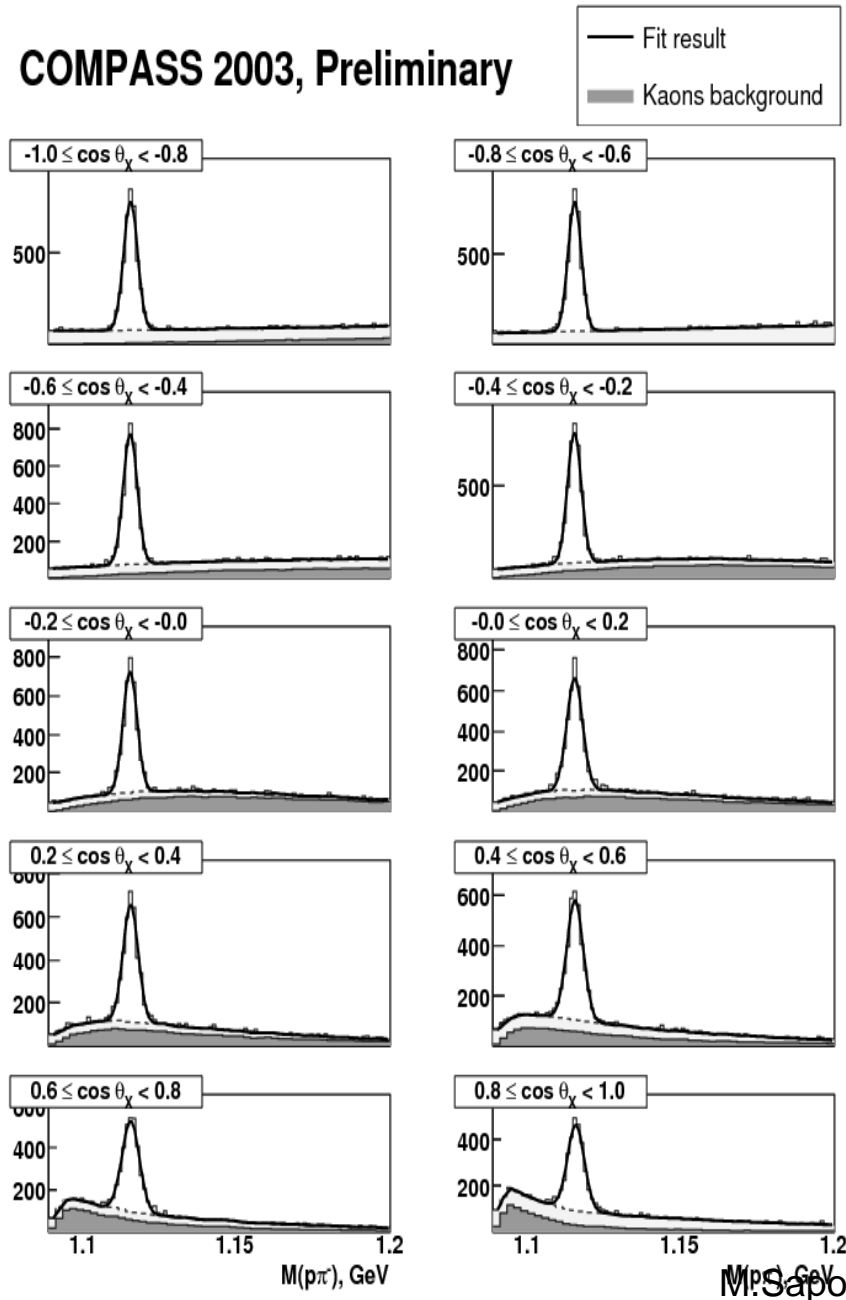 COMPASS 2003, Preliminary
Fit result
Kaons background
-1.0 ≤ cos θx < -0.8
500
-0.8 ≤ cos θx < -0.6
500
-0.6 ≤ cos θx < -0.4
800
600
400
200
-0.4 ≤ cos θx < -0.2
500
-0.2 ≤ cos θx < -0.0
800
600
400
200
-0.0 ≤ cos θx < 0.2
800
600
400
200
0.2 ≤ cos θx < 0.4
800
600
400
200
0.4 ≤ cos θx < 0.6
600
400
200
0.6 ≤ cos θx < 0.8
600
400
200
1.1 1.15 1.2
M(pπ-), GeV
0.8 ≤ cos θx < 1.0
400
200
1.1 1.15 1.2
M(pπ-), GeV
M.Sapo